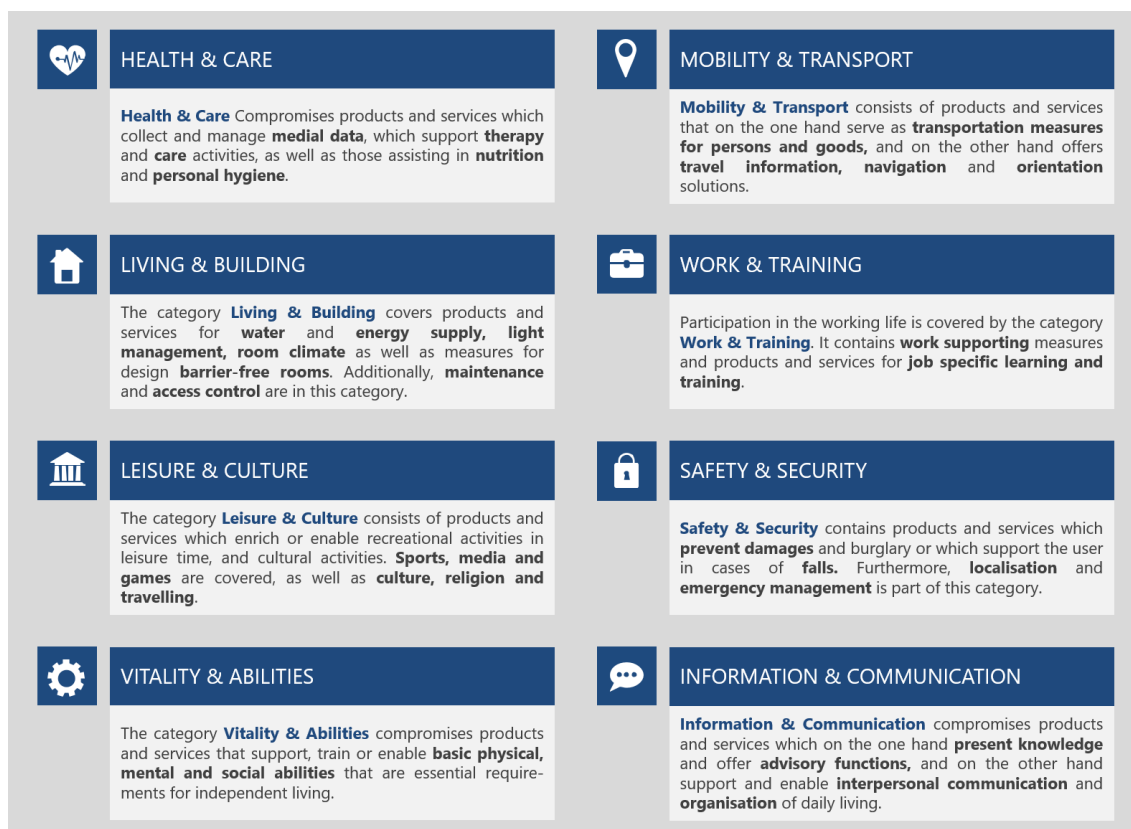 HEALTH & CARE
Health & Care Compromises products and services which
collect and manage medial data, which support therapy
and care activities, as well as those assisting in nutrition
and personal hygiene.
MOBILITY & TRANSPORT
Mobility & Transport consists of products and services
that on the one hand serve as transportation measures
for persons and goods, and on the other hand offers
travel information, navigation and orientation
solutions.
LIVING & BUILDING
The category Living & Building covers products and
services for water and energy supply, light
management, room climate as well as measures for
design barrier-free rooms. Additionally, maintenance
and access control are in this category.
WORK & TRAINING
Participation in the working life is covered by the category
Work & Training. It contains work supporting measures
and products and services for job specific learning and
training.
LEISURE & CULTURE
The category Leisure & Culture consists of products and
services which enrich or enable recreational activities in
leisure time, and cultural activities. Sports, media and
games are covered, as well as culture, religion and
travelling.
SAFETY & SECURITY
Safety & Security contains products and services which
prevent damages and burglary or which support the user
in cases of falls. Furthermore, localisation and
emergency management is part of this category.
VITALITY & ABILITIES
The category Vitality & Abilities compromises products
and services that support, train or enable basic physical,
mental and social abilities that are essential require-
ments for independent living.
INFORMATION & COMMUNICATION
Information & Communication compromises products
and services which on the one hand present knowledge
and offer advisory functions, and on the other hand
support and enable interpersonal communication and
organisation of daily living.